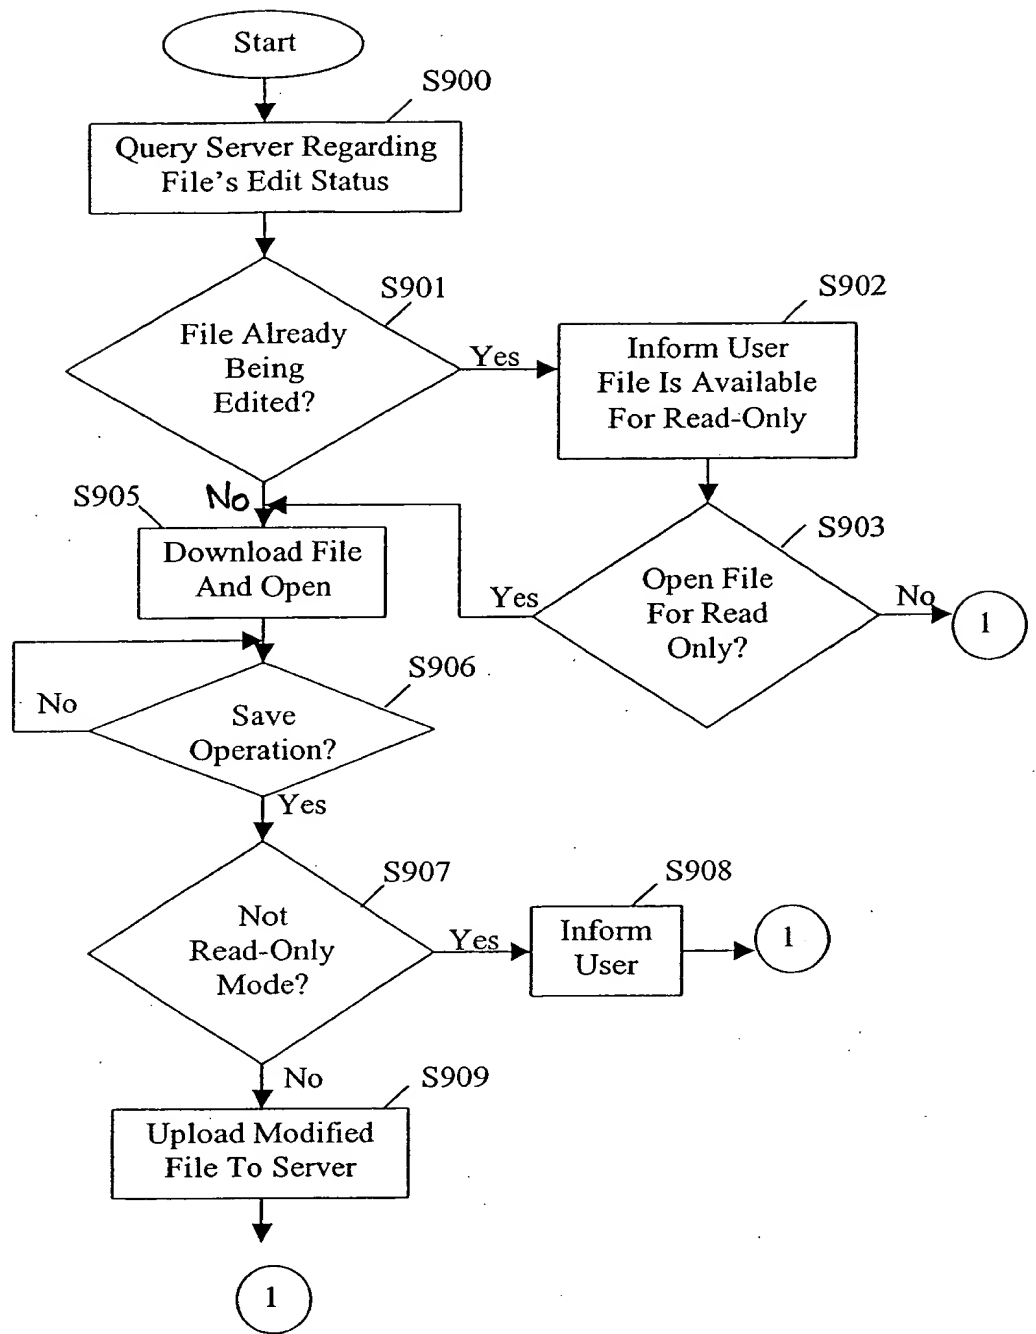 Start
S900
Query Server Regarding
File's Edit Status
S901
File Already
Being
Edited?
Yes
S902
Inform User
File Is Available
For Read-Only
No
S903
Open File
For Read
Only?
Yes
No
1
S905
Download File
And Open
S906
Save
Operation?
No
Yes
S907
Not
Read-Only
Mode?
Yes
S908
Inform
User
1
No
S909
Upload Modified
File To Server
1